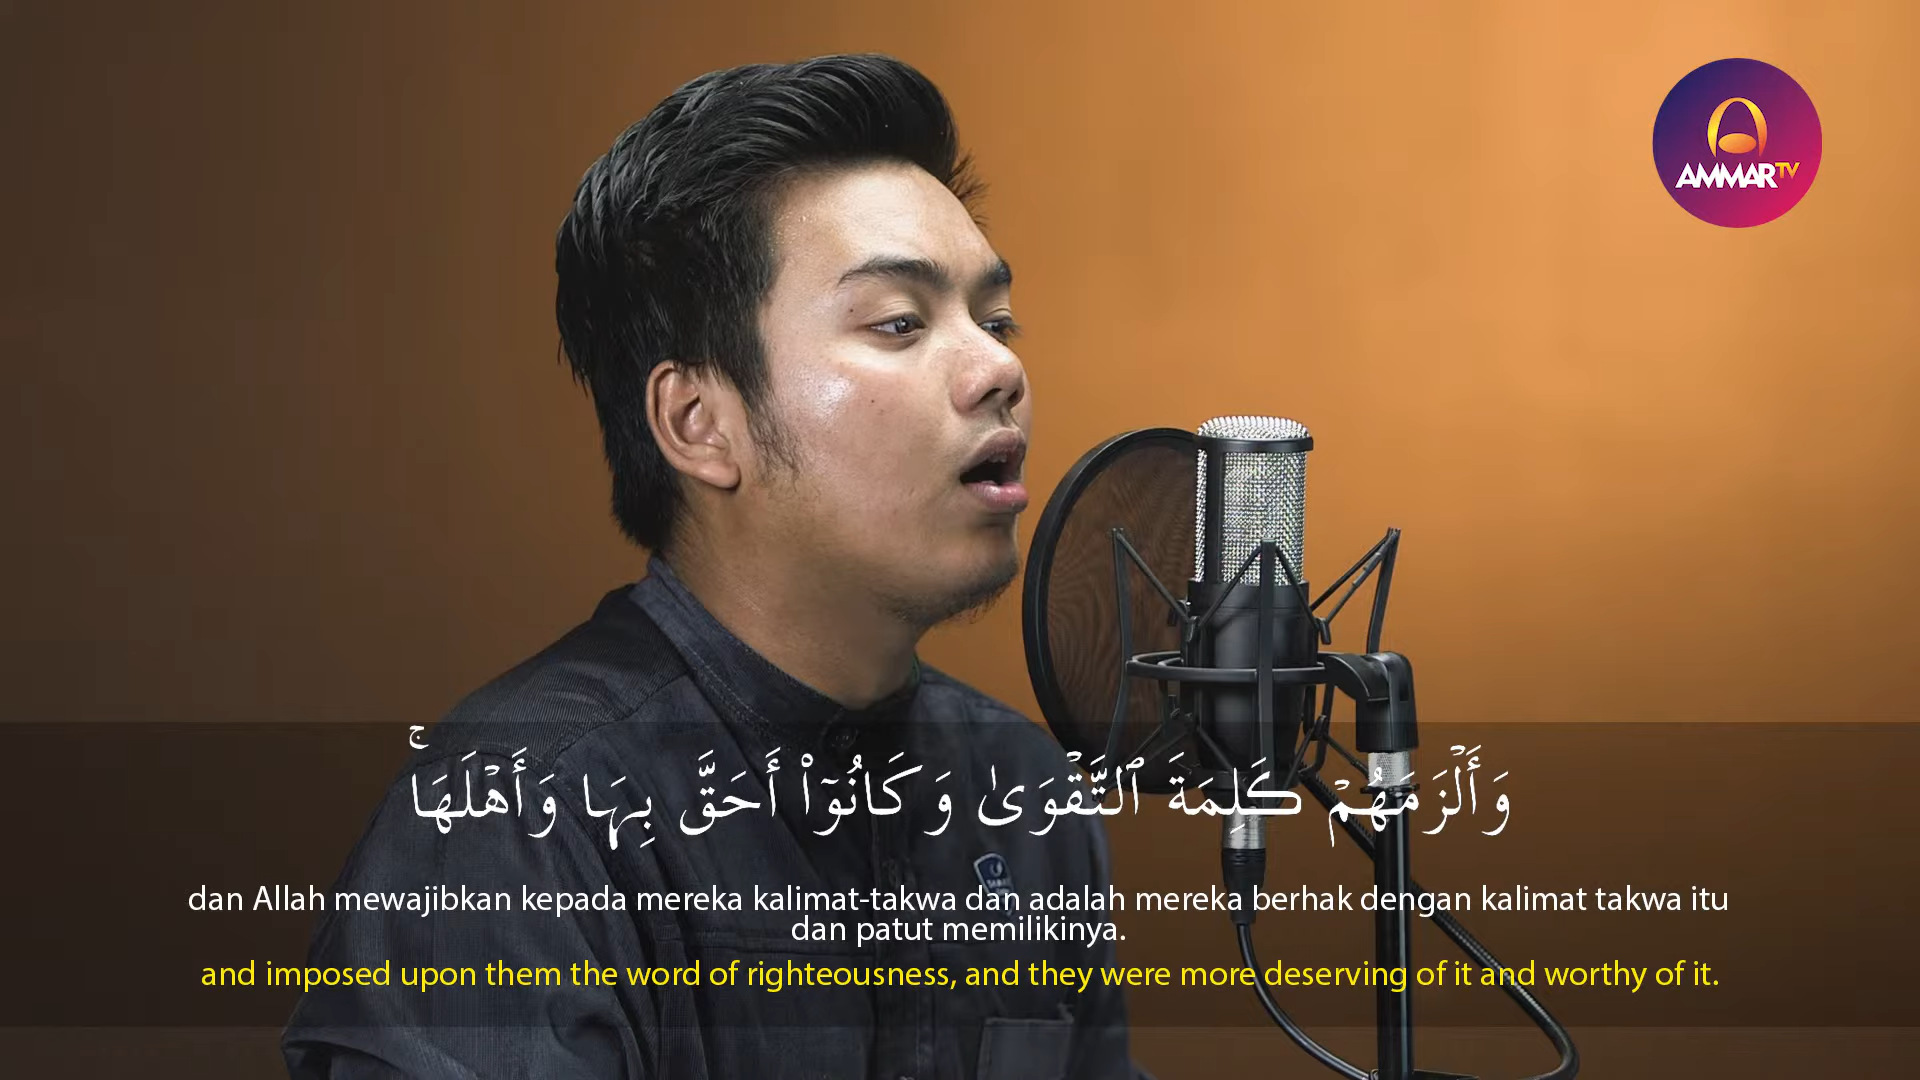 AMMARTV
وَأَلْزَمَهُمْ كَلِمَةَ ٱلتَّقْوَىٰ وَكَانُوٓا۟ أَحَقَّ بِهَا وَأَهْلَهَا ۚ
dan Allah mewajibkan kepada mereka kalimat-takwa dan adalah mereka berhak dengan kalimat takwa itu
dan patut memilikinya.
and imposed upon them the word of righteousness, and they were more deserving of it and worthy of it.